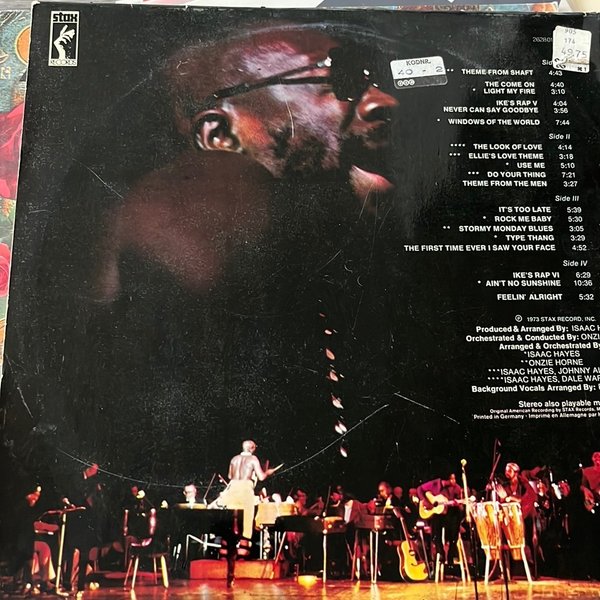 stax
RECORDS
KODNR.
40 - 2
903
174
49.75
THEME FROM SHAFT 4:43
THE COME ON 4:40
* LIGHT MY FIRE 3:10
IKE'S RAP V 4:04
NEVER CAN SAY GOODBYE 3:56
* WINDOWS OF THE WORLD 7:44
Side II
**** THE LOOK OF LOVE 4:14
*** ELLIE'S LOVE THEME 3:18
* USE ME 5:10
*** DO YOUR THING 7:21
THEME FROM THE MEN 3:27
Side III
IT'S TOO LATE 5:39
* ROCK ME BABY 5:30
** STORMY MONDAY BLUES 3:05
* TYPE THANG 3:29
THE FIRST TIME EVER I SAW YOUR FACE 4:52
Side IV
IKE'S RAP VI 6:29
* AIN'T NO SUNSHINE 10:36
FEELIN' ALRIGHT 5:32
Ⓟ 1973 STAX RECORD, INC.
Produced & Arranged By: ISAAC
Orchestrated & Conducted By: ONZIE
Arranged & Orchestrated By
*ISAAC HAYES
**ONZIE HORNE
***ISAAC HAYES, JOHNNY
****ISAAC HAYES, DALE
Background Vocals Arranged By:
Stereo also playable
Original American Recording by STAX Records,
Printed in Germany - Imprimé en Allemagne par